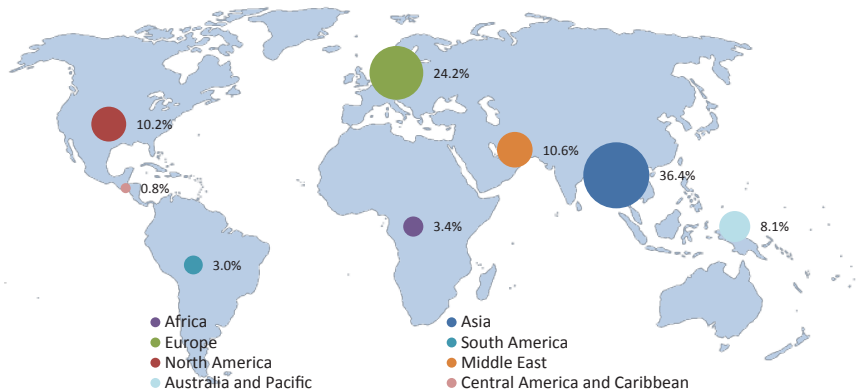 24.2%
10.2%
10.6%
36.4%
0.8%
3.4%
8.1%
3.0%
Africa
Europe
North America
Australia and Pacific
Asia
South America
Middle East
Central America and Caribbean